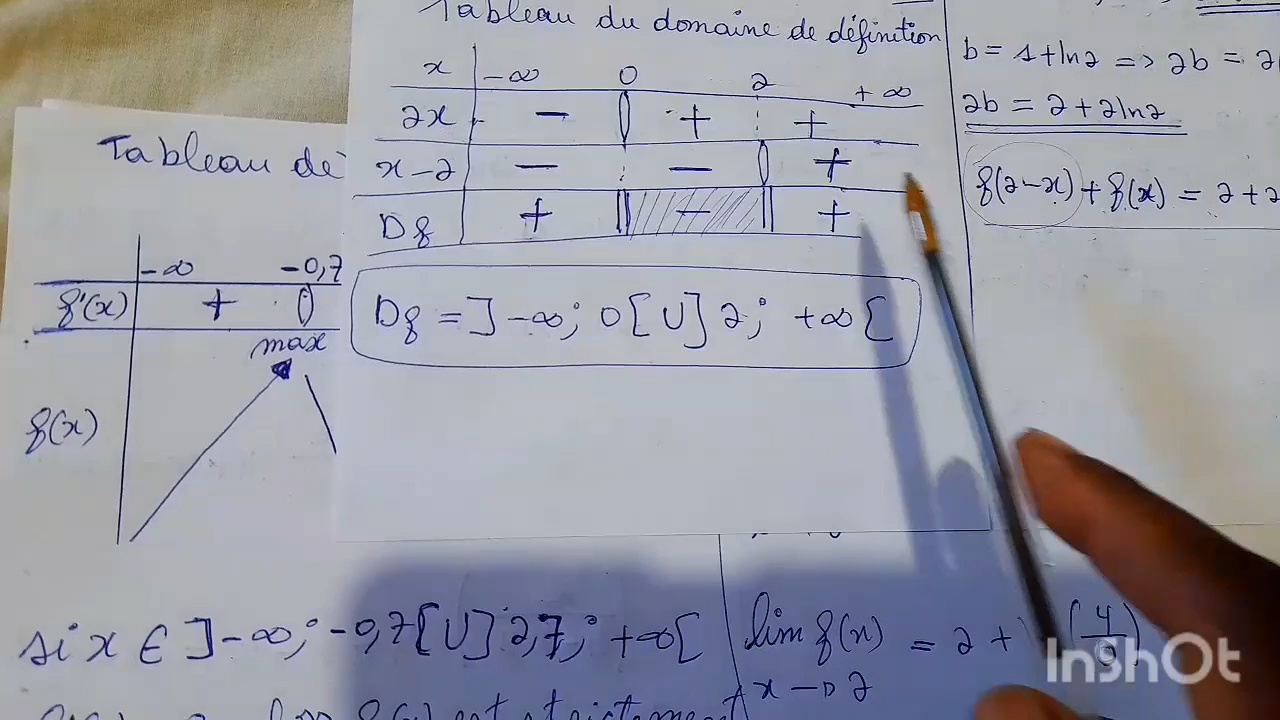 Tableau du domaine de définition
x -∞ 0 2 +∞
2x - 0 + +
x-2 - - 0 +
Df + - +
Df = ]-∞; 0[ U ]2; +∞[
b = 1+ln2 => 2b =
2b = 2+2ln2
f(2-x) + f(x) = 2+2
Tableau de
-∞ -0,7
f'(x) + 0
max
f(x)
si x ∈ ]-∞; -0,7[ U ]2,7; +∞[
lim f(x) = 2 +
x→2
InShOt